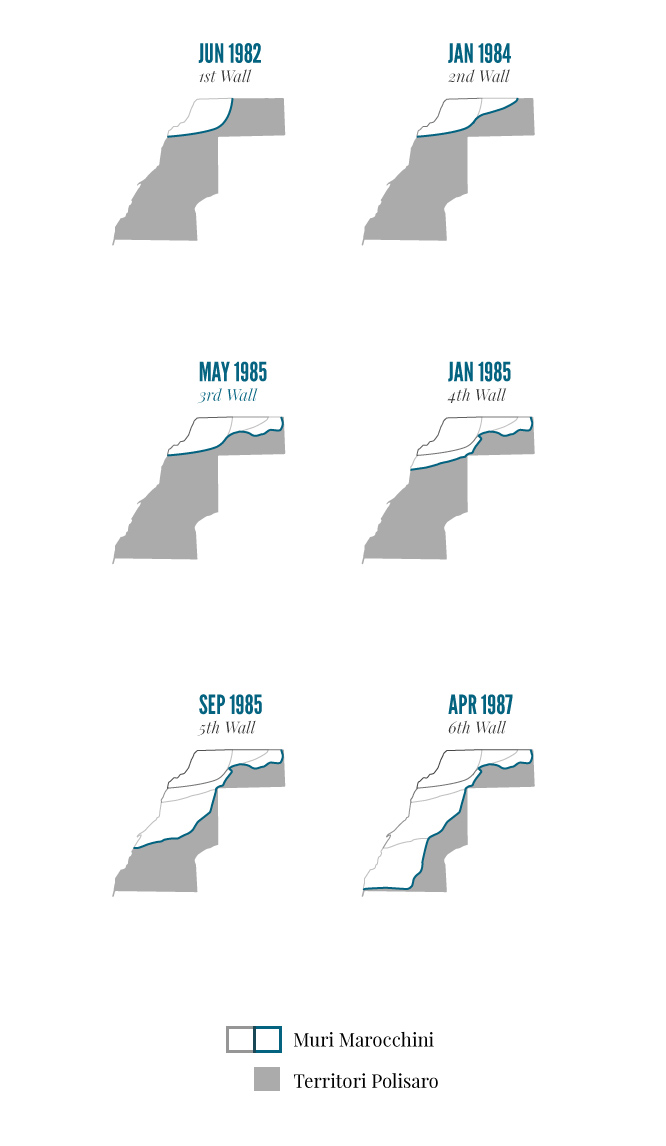 JUN 1982
1st Wall
JAN 1984
2nd Wall
MAY 1985
3rd Wall
JAN 1985
4th Wall
SEP 1985
5th Wall
APR 1987
6th Wall
Muri Marocchini
Territori Polisaro